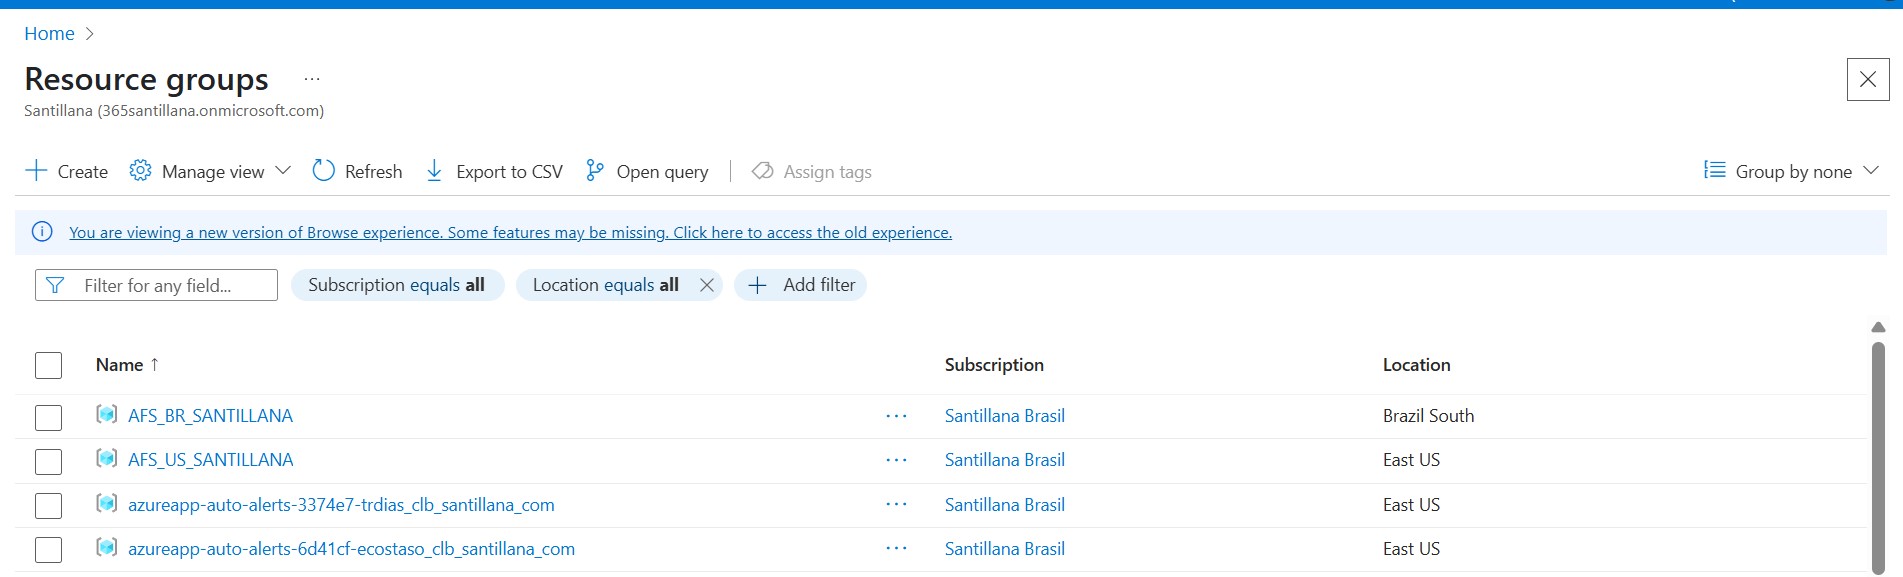 Home
Resource groups ...
Santillana (365santillana.onmicrosoft.com)
Create Manage view Refresh Export to CSV Open query Assign tags Group by none
You are viewing a new version of Browse experience. Some features may be missing. Click here to access the old experience.
Filter for any field... Subscription equals all Location equals all Add filter
Name ↑ Subscription Location
AFS_BR_SANTILLANA ... Santillana Brasil Brazil South
AFS_US_SANTILLANA ... Santillana Brasil East US
azureapp-auto-alerts-3374e7-trdias_clb_santillana_com ... Santillana Brasil East US
azureapp-auto-alerts-6d41cf-ecostaso_clb_santillana_com ... Santillana Brasil East US